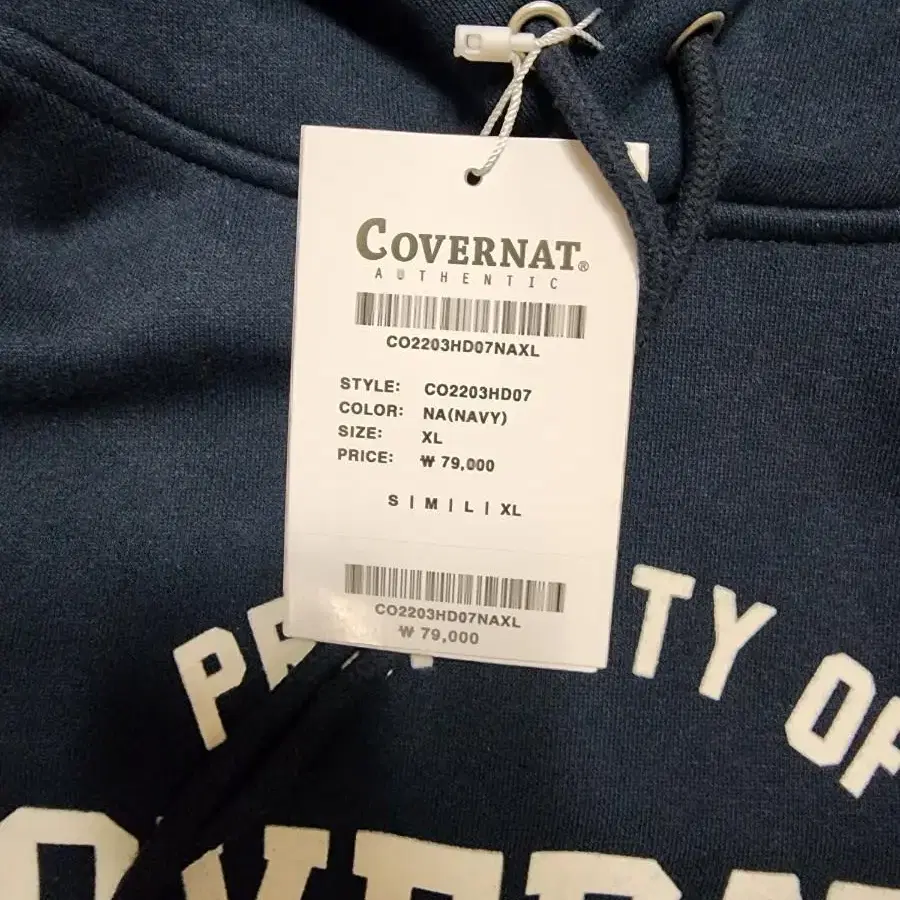 COVERNAT®
AUTHENTIC
CO2203HD07NAXL
STYLE: CO2203HD07
COLOR: NA(NAVY)
SIZE: XL
PRICE: ₩ 79,000
S | M | L | XL
CO2203HD07NAXL
₩ 79,000
TY OF